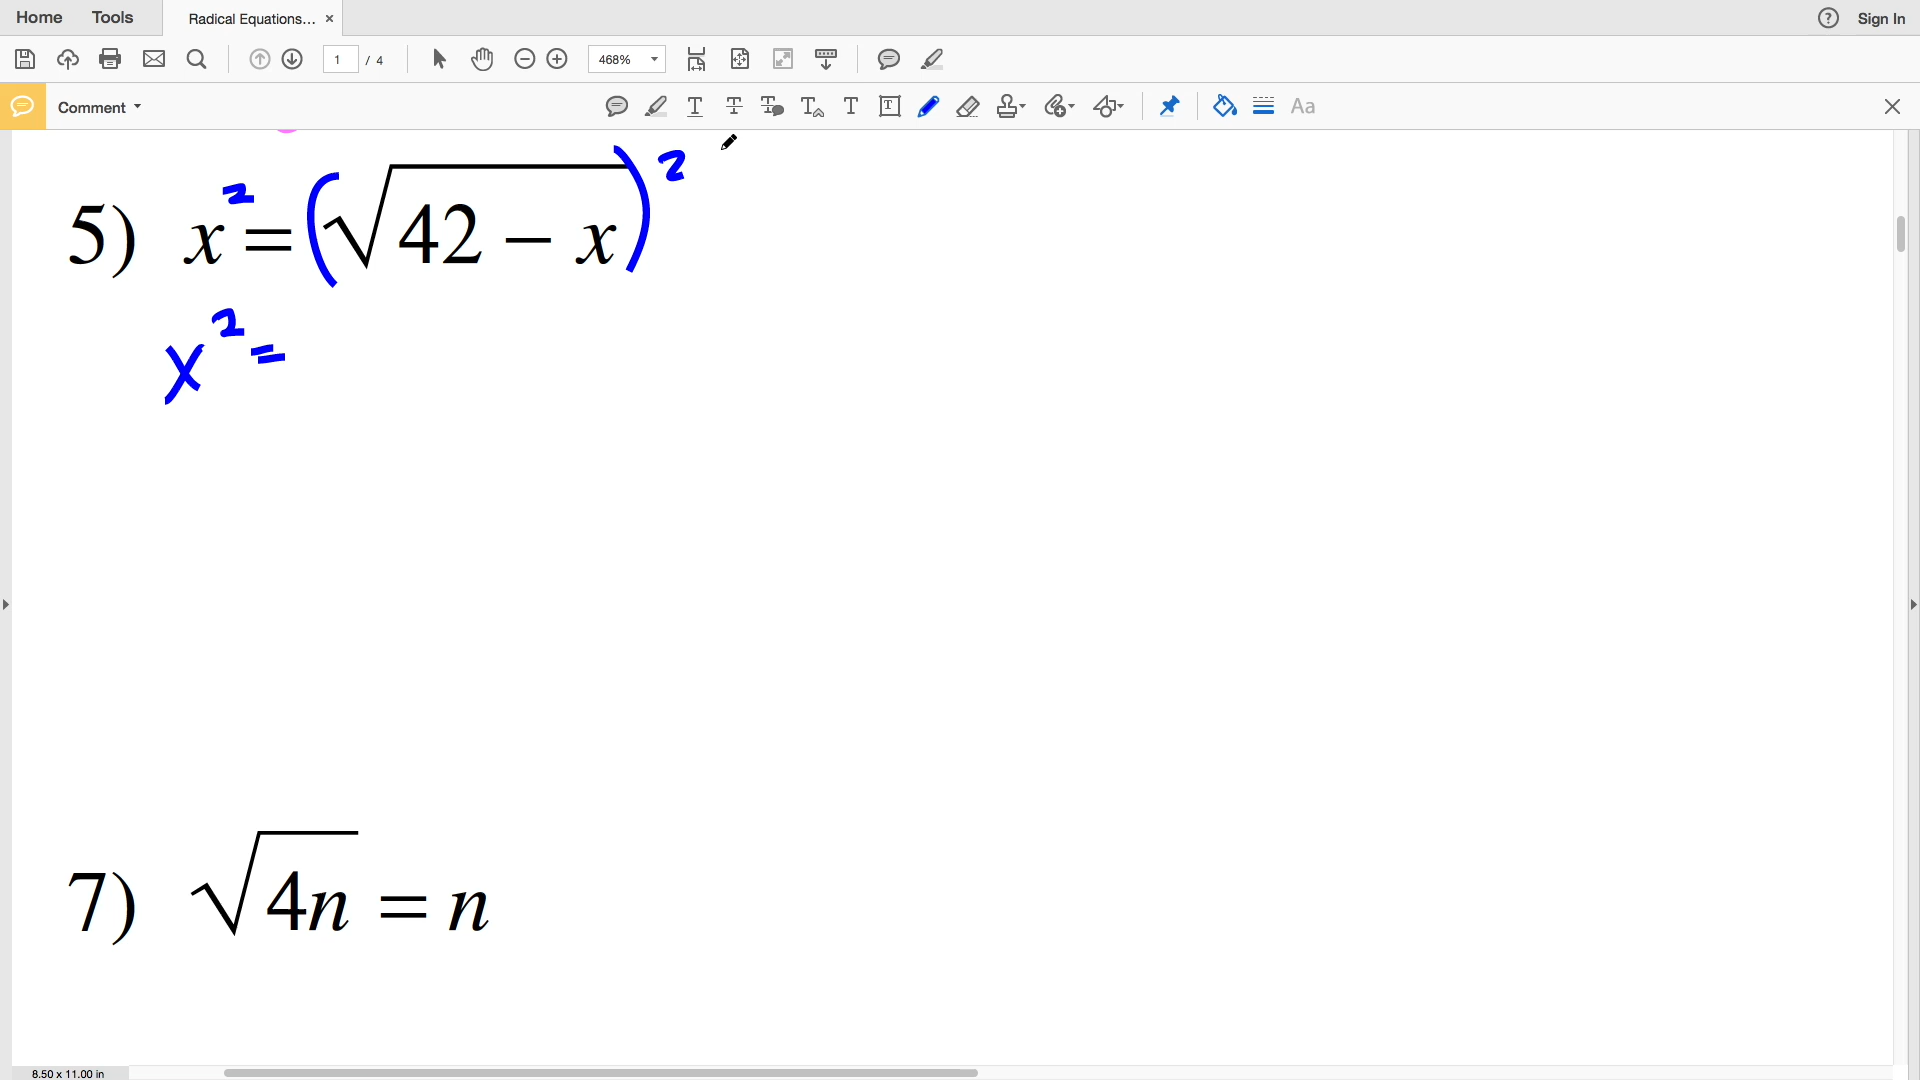 Home Tools Radical Equations... × ? Sign In
1 / 4 468%
Comment T T T T T T Aa
5) x² = (√42 − x)²
x² =
7) √4n = n
8.50 x 11.00 in